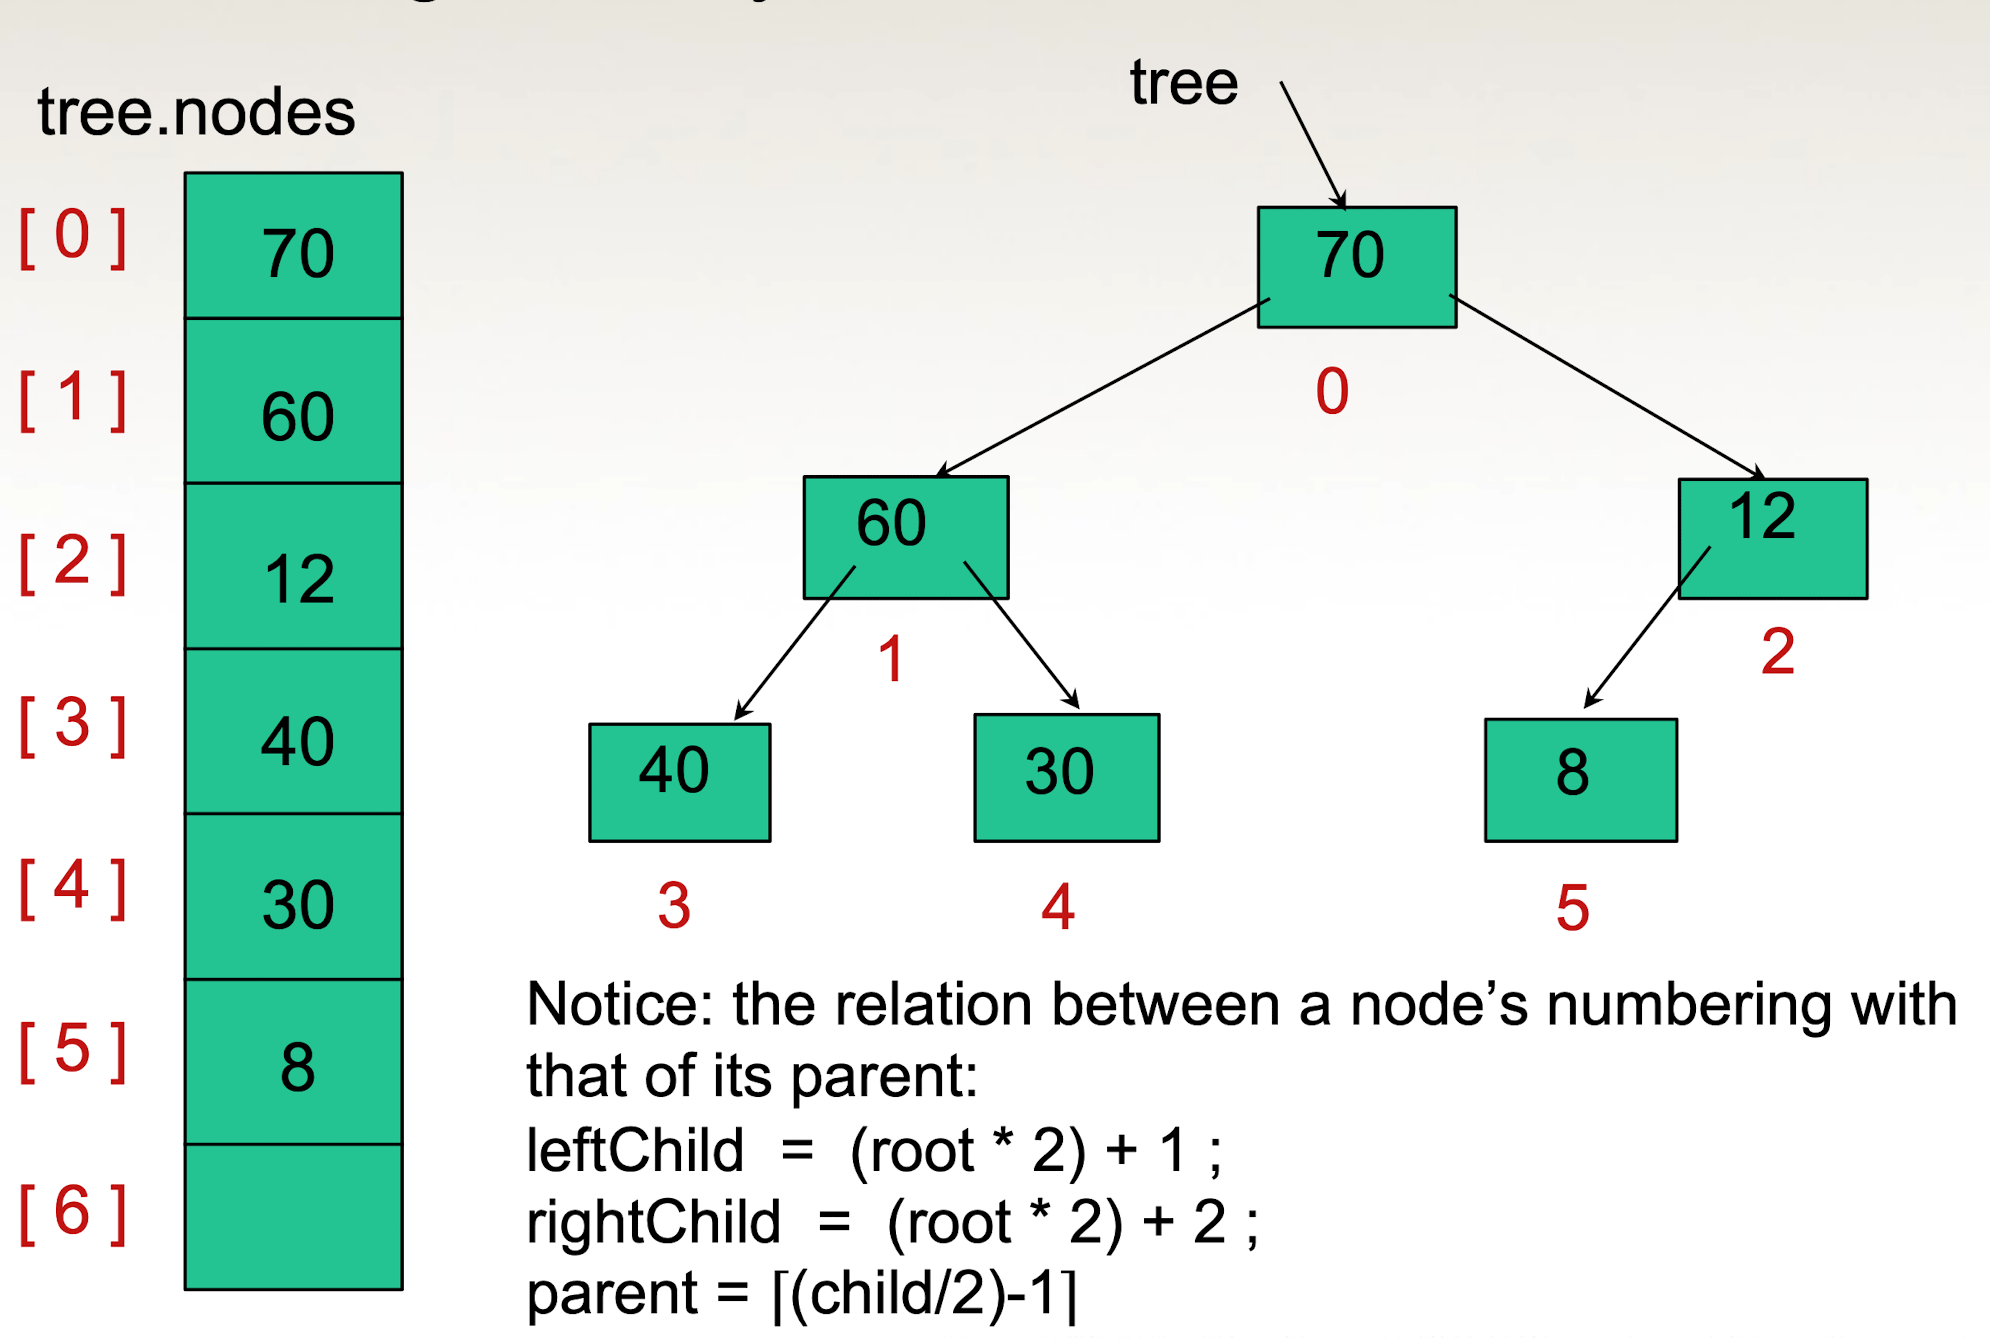 tree.nodes
[ 0 ] 70
[ 1 ] 60
[ 2 ] 12
[ 3 ] 40
[ 4 ] 30
[ 5 ] 8
[ 6 ]
tree
70
0
60 12
1 2
40 30 8
3 4 5
Notice: the relation between a node’s numbering with
that of its parent:
leftChild = (root * 2) + 1 ;
rightChild = (root * 2) + 2 ;
parent = ⌈(child/2)-1⌉